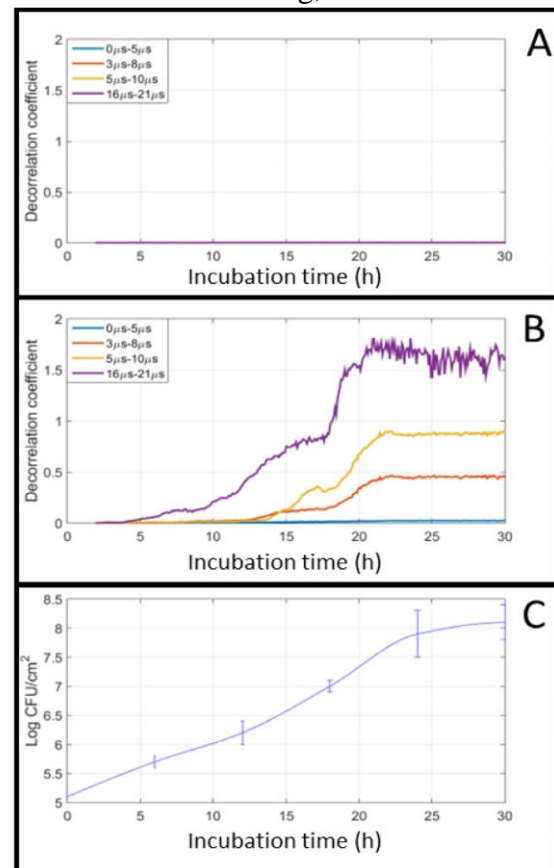 A
0μs-5μs
3μs-8μs
5μs-10μs
16μs-21μs
Decorrelation coefficient
2
1.5
1
0.5
0
0 5 10 15 20 25 30
Incubation time (h)
B
0μs-5μs
3μs-8μs
5μs-10μs
16μs-21μs
Decorrelation coefficient
2
1.5
1
0.5
0
0 5 10 15 20 25 30
Incubation time (h)
C
Log CFU/cm²
8.5
8
7.5
7
6.5
6
5.5
5
0 5 10 15 20 25 30
Incubation time (h)